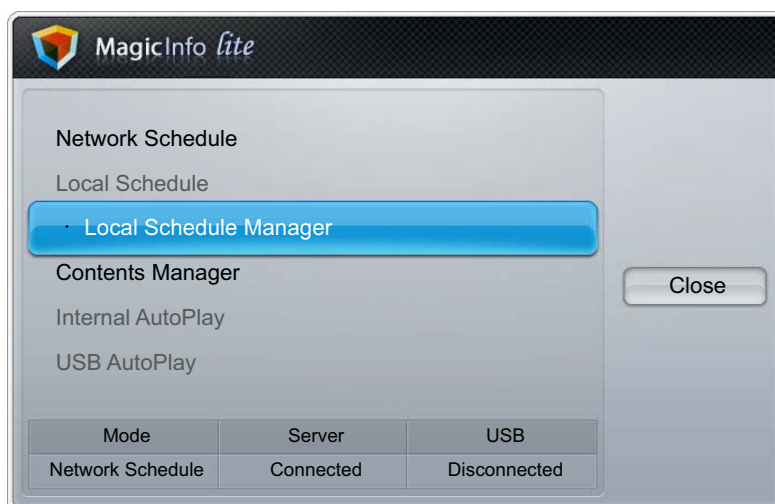 MagicInfo lite
Network Schedule
Local Schedule
· Local Schedule Manager
Contents Manager
Internal AutoPlay
USB AutoPlay
Close
Mode Server USB
Network Schedule Connected Disconnected